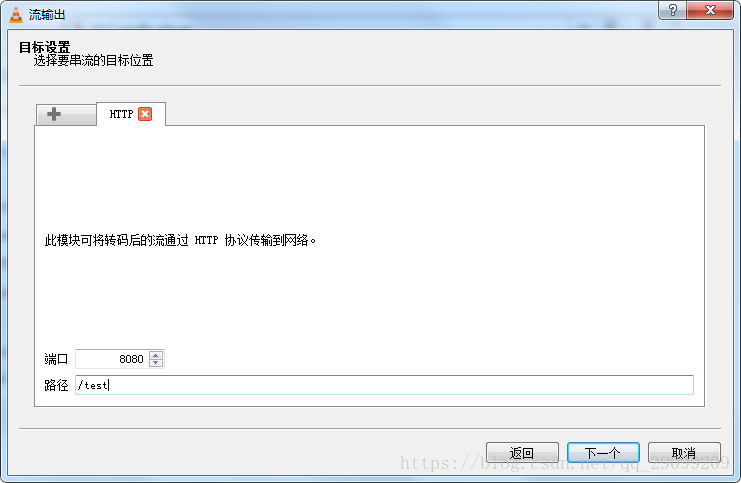 流输出
目标设置
选择要串流的目标位置
HTTP
此模块可将转码后的流通过 HTTP 协议传输到网络。
端口 8080
路径 /test
返回 下一个 取消
https://blog.csdn.net/qq_29699209